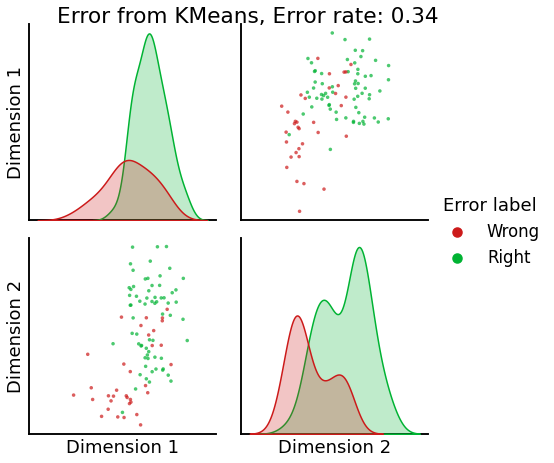 Error from KMeans, Error rate: 0.34
Dimension 1
Error label
Wrong
Right
Dimension 2
Dimension 1
Dimension 2